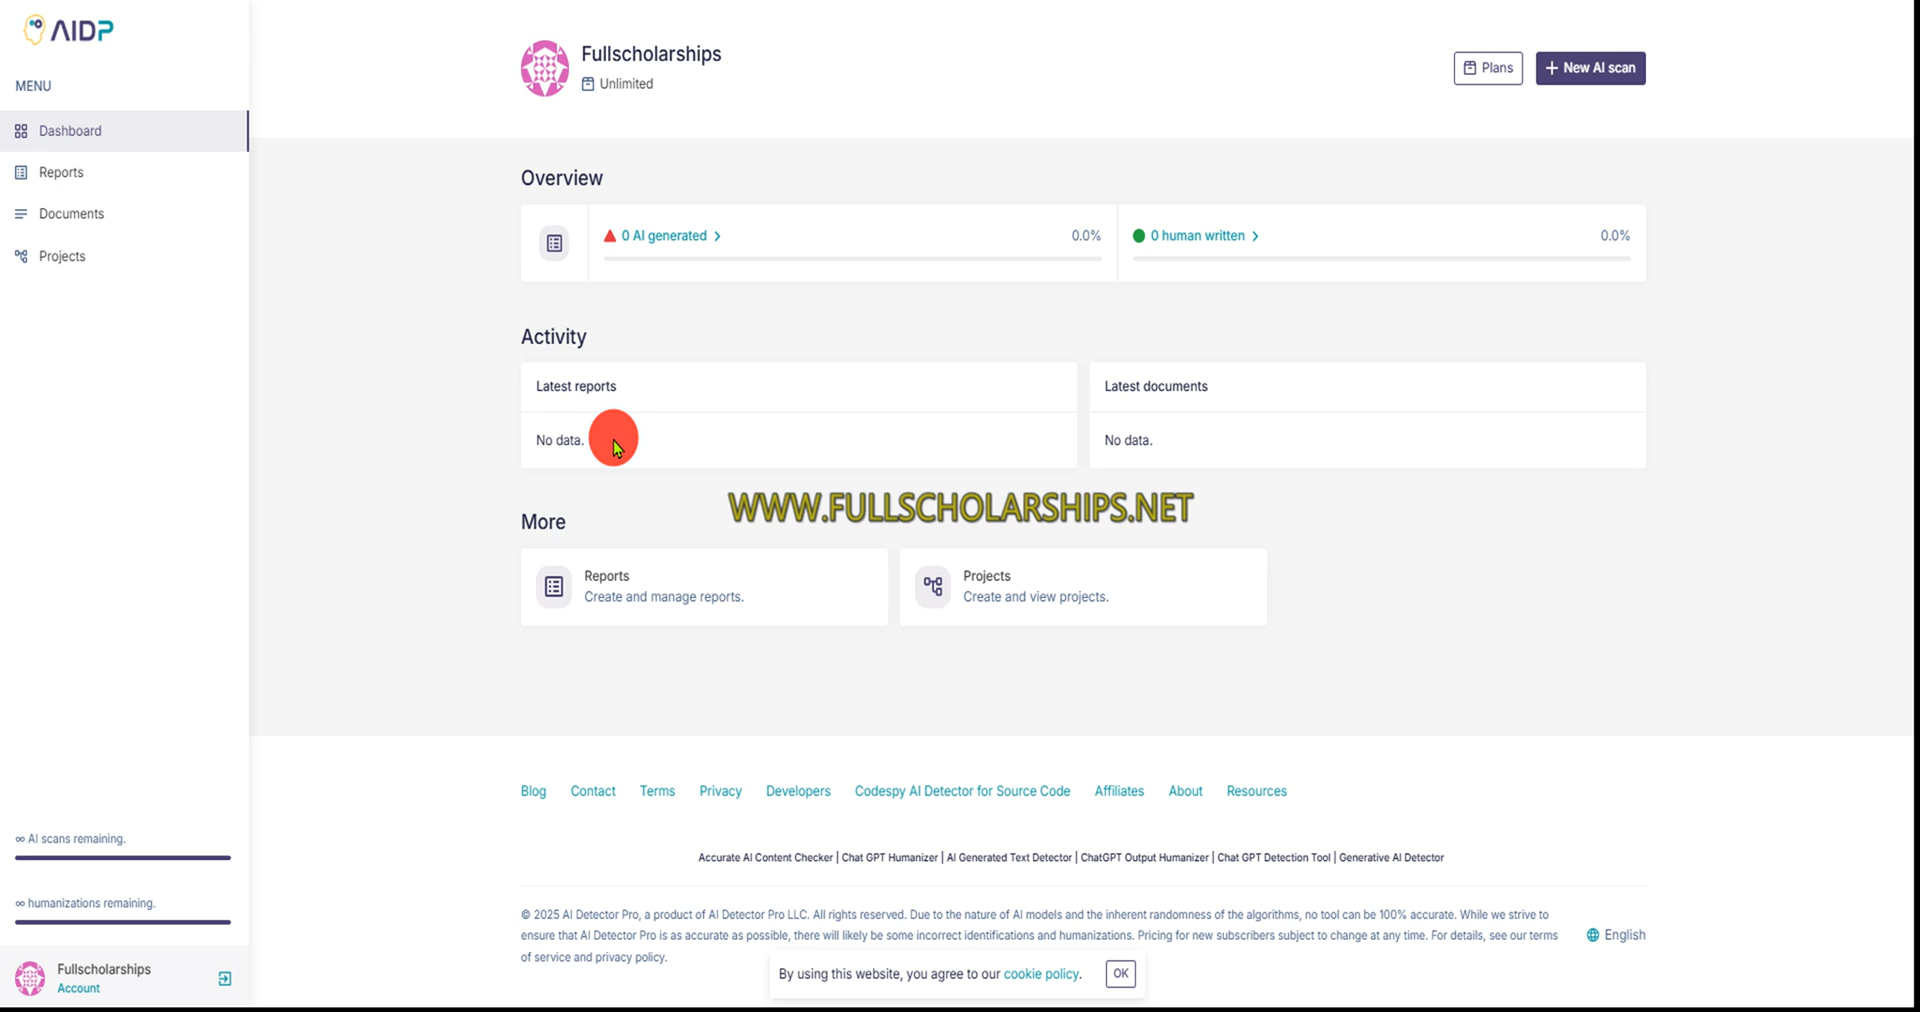 AIDP
MENU
Dashboard
Reports
Documents
Projects
Fullscholarships
Unlimited
Plans
+ New AI scan
Overview
0 AI generated >
0.0%
0 human written >
0.0%
Activity
Latest reports
No data.
Latest documents
No data.
WWW.FULLSCHOLARSHIPS.NET
More
Reports
Create and manage reports.
Projects
Create and view projects.
Blog Contact Terms Privacy Developers Codespy AI Detector for Source Code Affiliates About Resources
Accurate AI Content Checker | Chat GPT Humanizer | AI Generated Text Detector | ChatGPT Output Humanizer | Chat GPT Detection Tool | Generative AI Detector
© 2025 AI Detector Pro, a product of AI Detector Pro LLC. All rights reserved. Due to the nature of AI models and the inherent randomness of the algorithms, no tool can be 100% accurate. While we strive to
ensure that AI Detector Pro is as accurate as possible, there will likely be some incorrect identifications and humanizations. Pricing for new subscribers subject to change at any time. For details, see our terms
of service and privacy policy.
English
By using this website, you agree to our cookie policy.
OK
∞ AI scans remaining.
∞ humanizations remaining.
Fullscholarships
Account